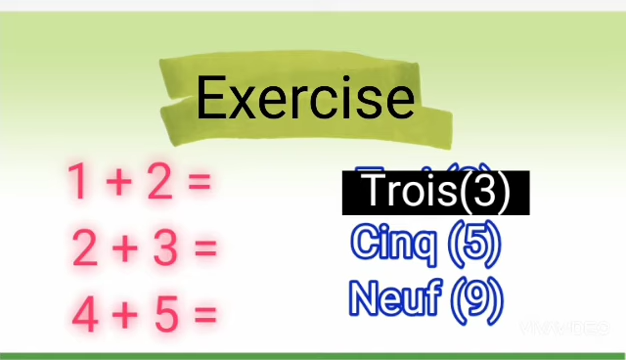 Exercise
1 + 2 = Trois(3)
2 + 3 = Cinq (5)
4 + 5 = Neuf (9)